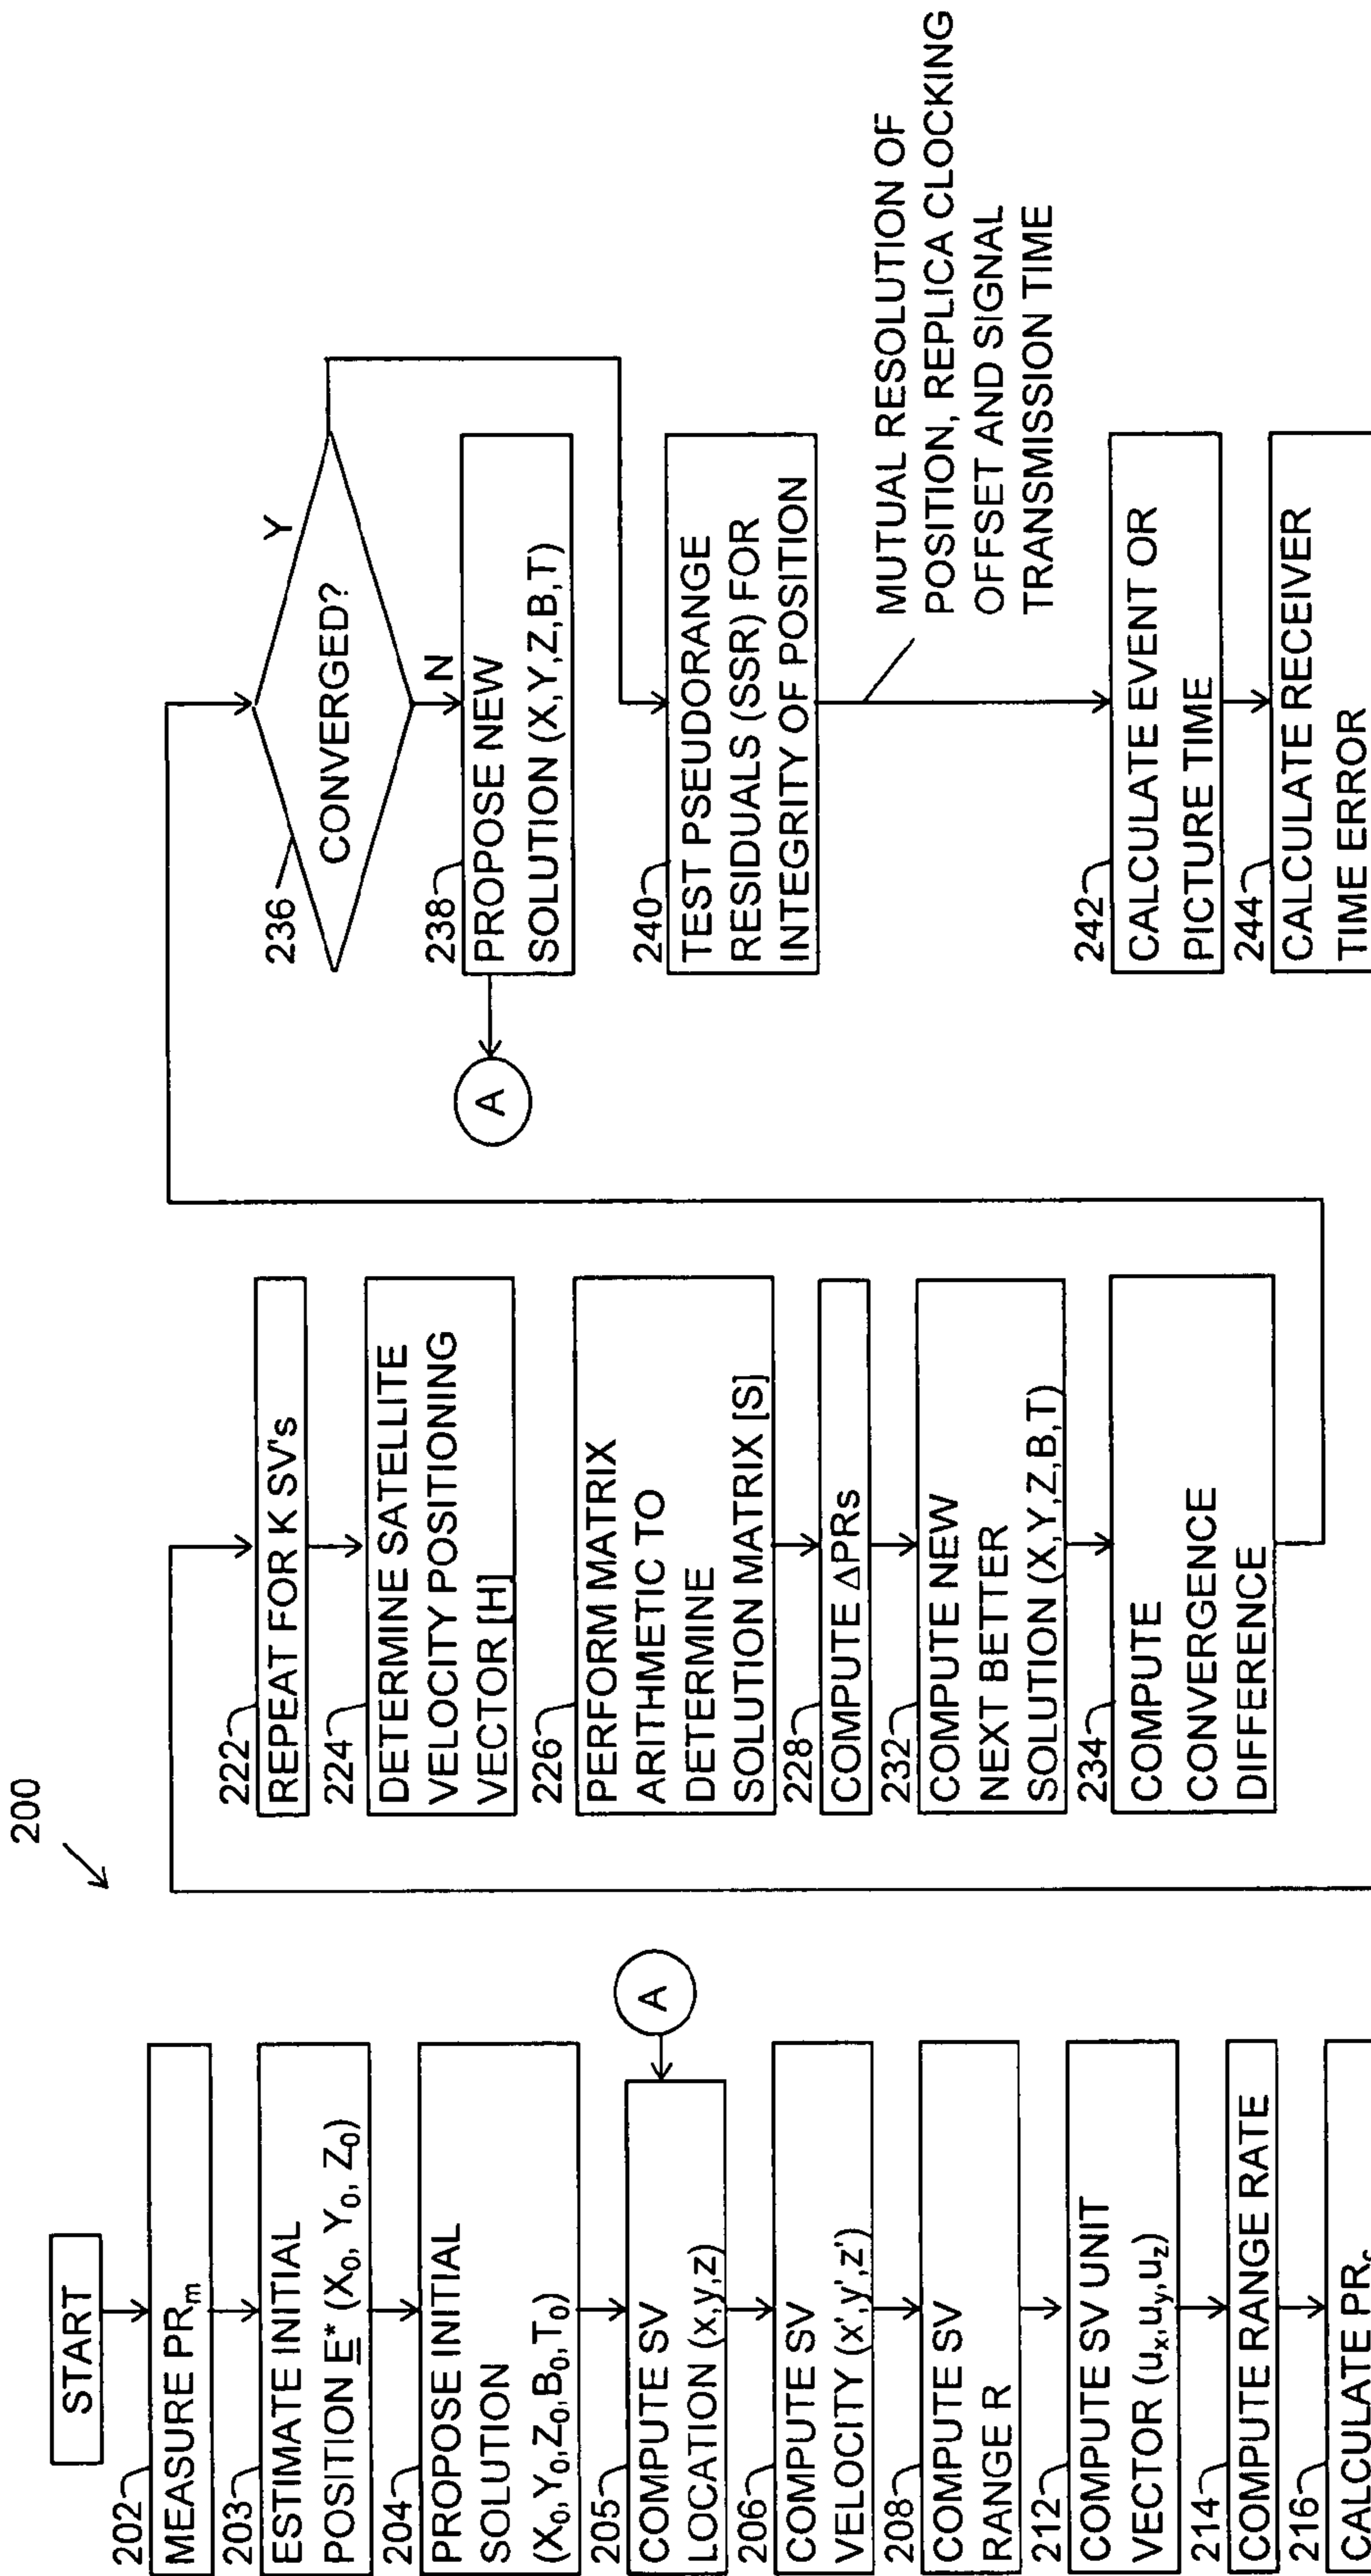 200
START
202
MEASURE PRm
203
ESTIMATE INITIAL
POSITION E* (X0, Y0, Z0)
204
PROPOSE INITIAL
SOLUTION
(X0,Y0,Z0,B0,T0)
205
COMPUTE SV
LOCATION (x,y,z)
A
206
COMPUTE SV
VELOCITY (x',y',z')
208
COMPUTE SV
RANGE R
212
COMPUTE SV UNIT
VECTOR (ux,uy,uz)
214
COMPUTE RANGE RATE
216
CALCULATE PRc
222
REPEAT FOR K SV's
224
DETERMINE SATELLITE
VELOCITY POSITIONING
VECTOR [H]
226
PERFORM MATRIX
ARITHMETIC TO
DETERMINE
SOLUTION MATRIX [S]
228
COMPUTE ΔPRs
232
COMPUTE NEW
NEXT BETTER
SOLUTION (X,Y,Z,B,T)
234
COMPUTE
CONVERGENCE
DIFFERENCE
236
CONVERGED?
Y
N
238
PROPOSE NEW
SOLUTION (X,Y,Z,B,T)
A
240
TEST PSEUDORANGE
RESIDUALS (SSR) FOR
INTEGRITY OF POSITION
MUTUAL RESOLUTION OF
POSITION, REPLICA CLOCKING
OFFSET AND SIGNAL
TRANSMISSION TIME
242
CALCULATE EVENT OR
PICTURE TIME
244
CALCULATE RECEIVER
TIME ERROR